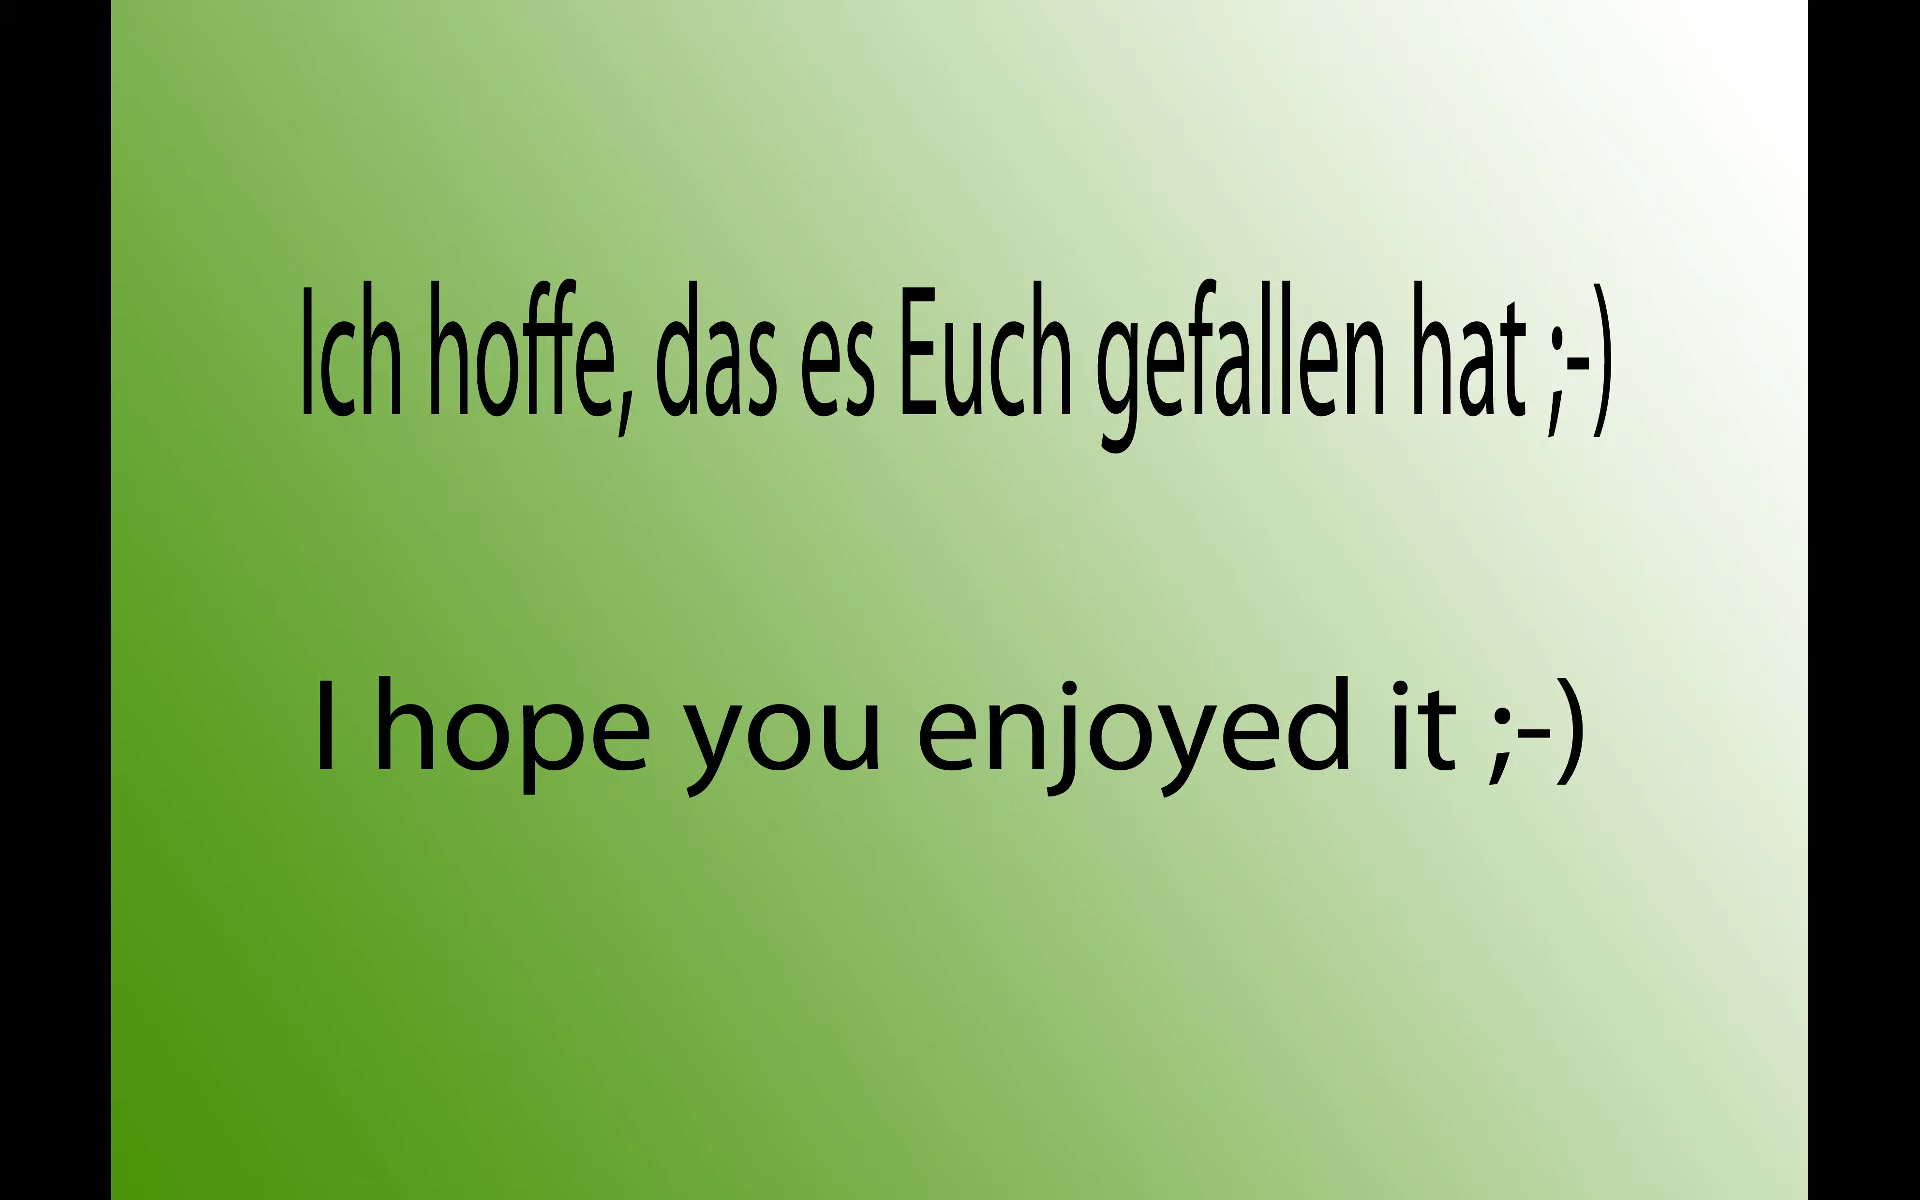 Ich hoffe, das es Euch gefallen hat ;-)
I hope you enjoyed it ;-)